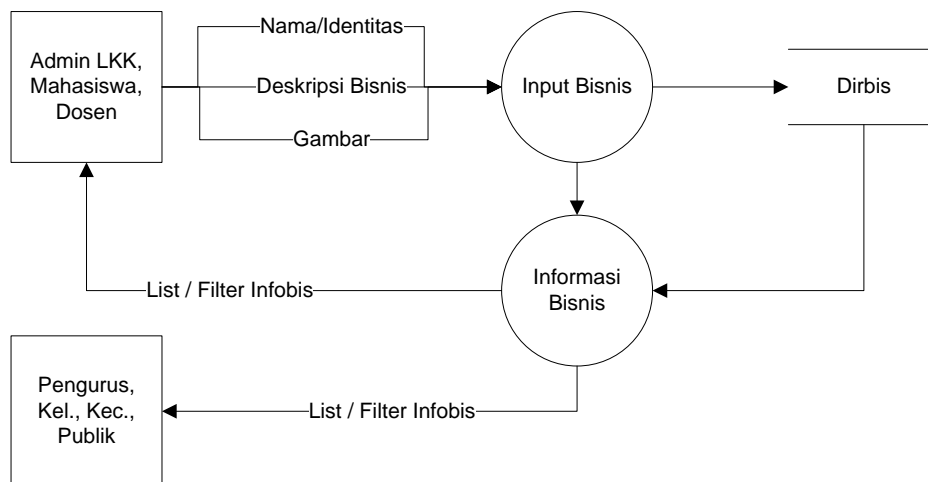 Nama/Identitas
Admin LKK,
Mahasiswa,
Dosen
Deskripsi Bisnis
Gambar
Input Bisnis
Dirbis
Informasi
Bisnis
List / Filter Infobis
Pengurus,
Kel., Kec.,
Publik
List / Filter Infobis